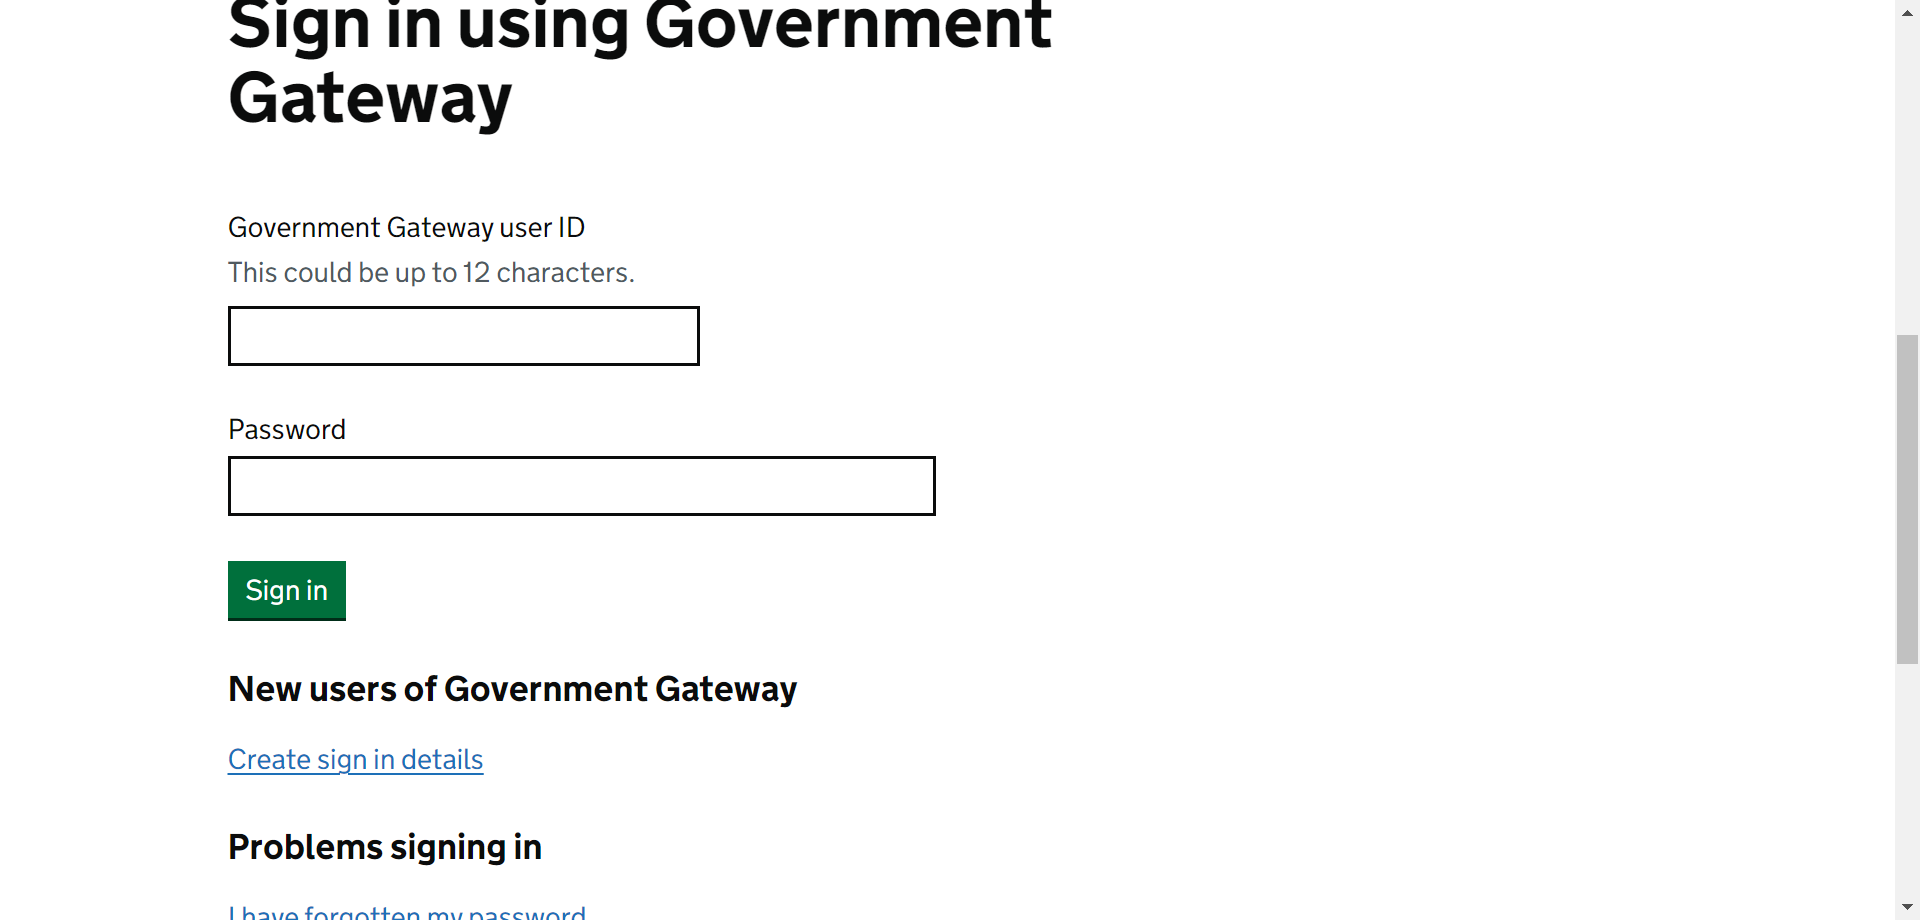 Sign in using Government
Gateway
Government Gateway user ID
This could be up to 12 characters.
Password
Sign in
New users of Government Gateway
Create sign in details
Problems signing in
I have forgotten my password